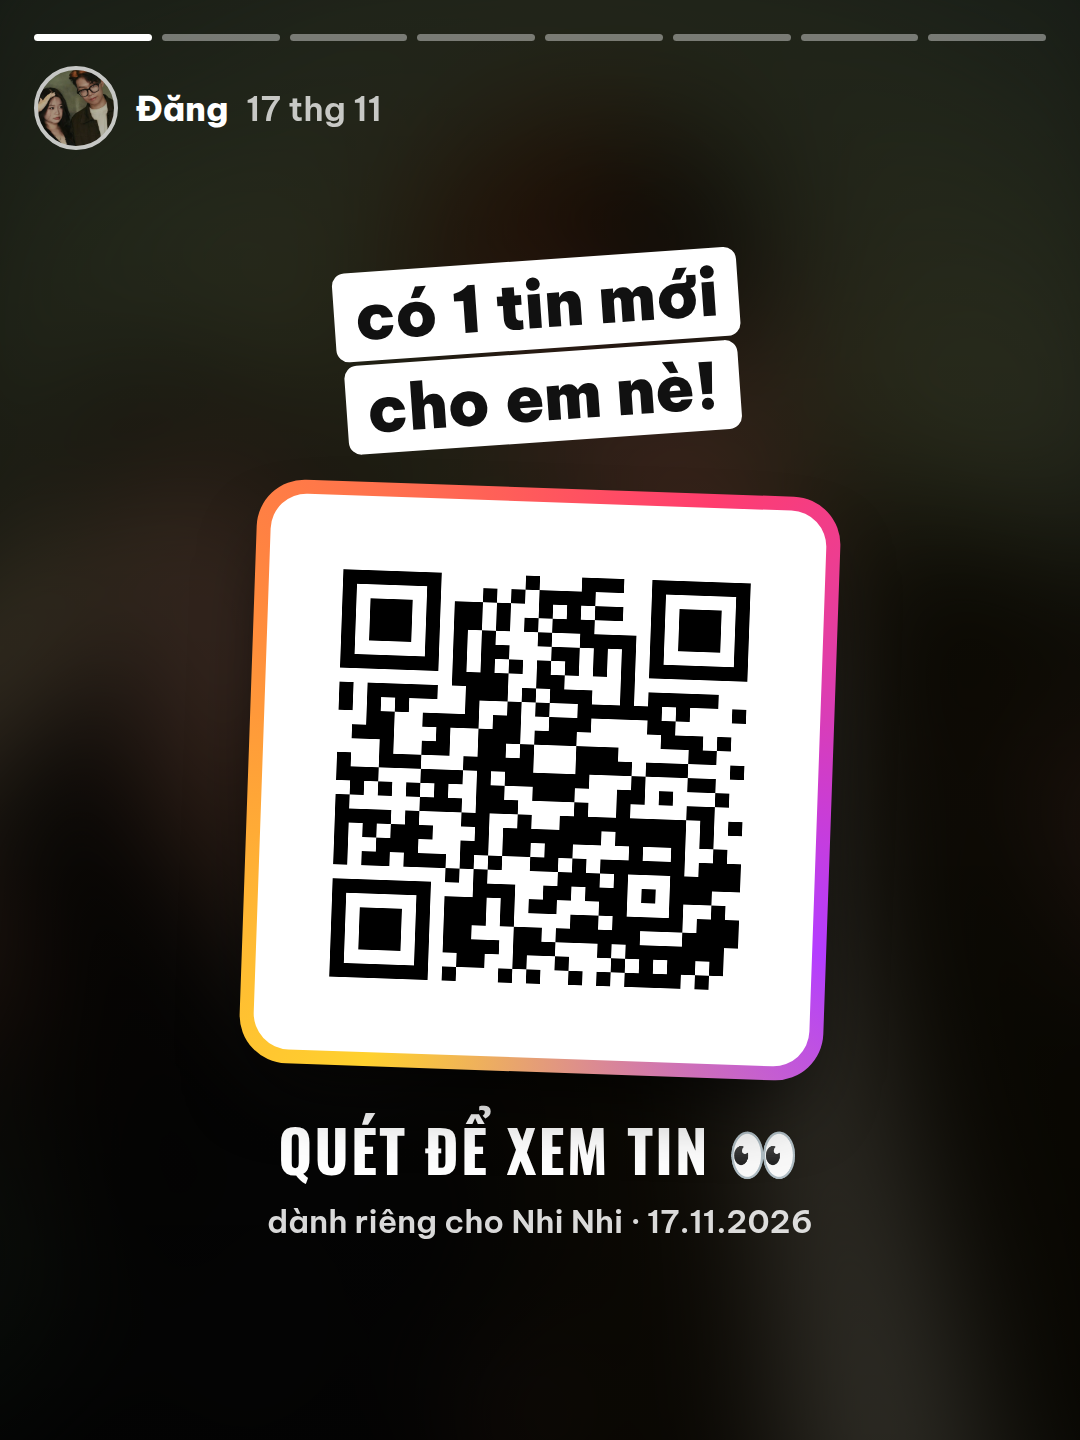 Đăng 17 thg 11
có 1 tin mới
cho em nè!
QUÉT ĐỂ XEM TIN 👀
dành riêng cho Nhi Nhi · 17.11.2026